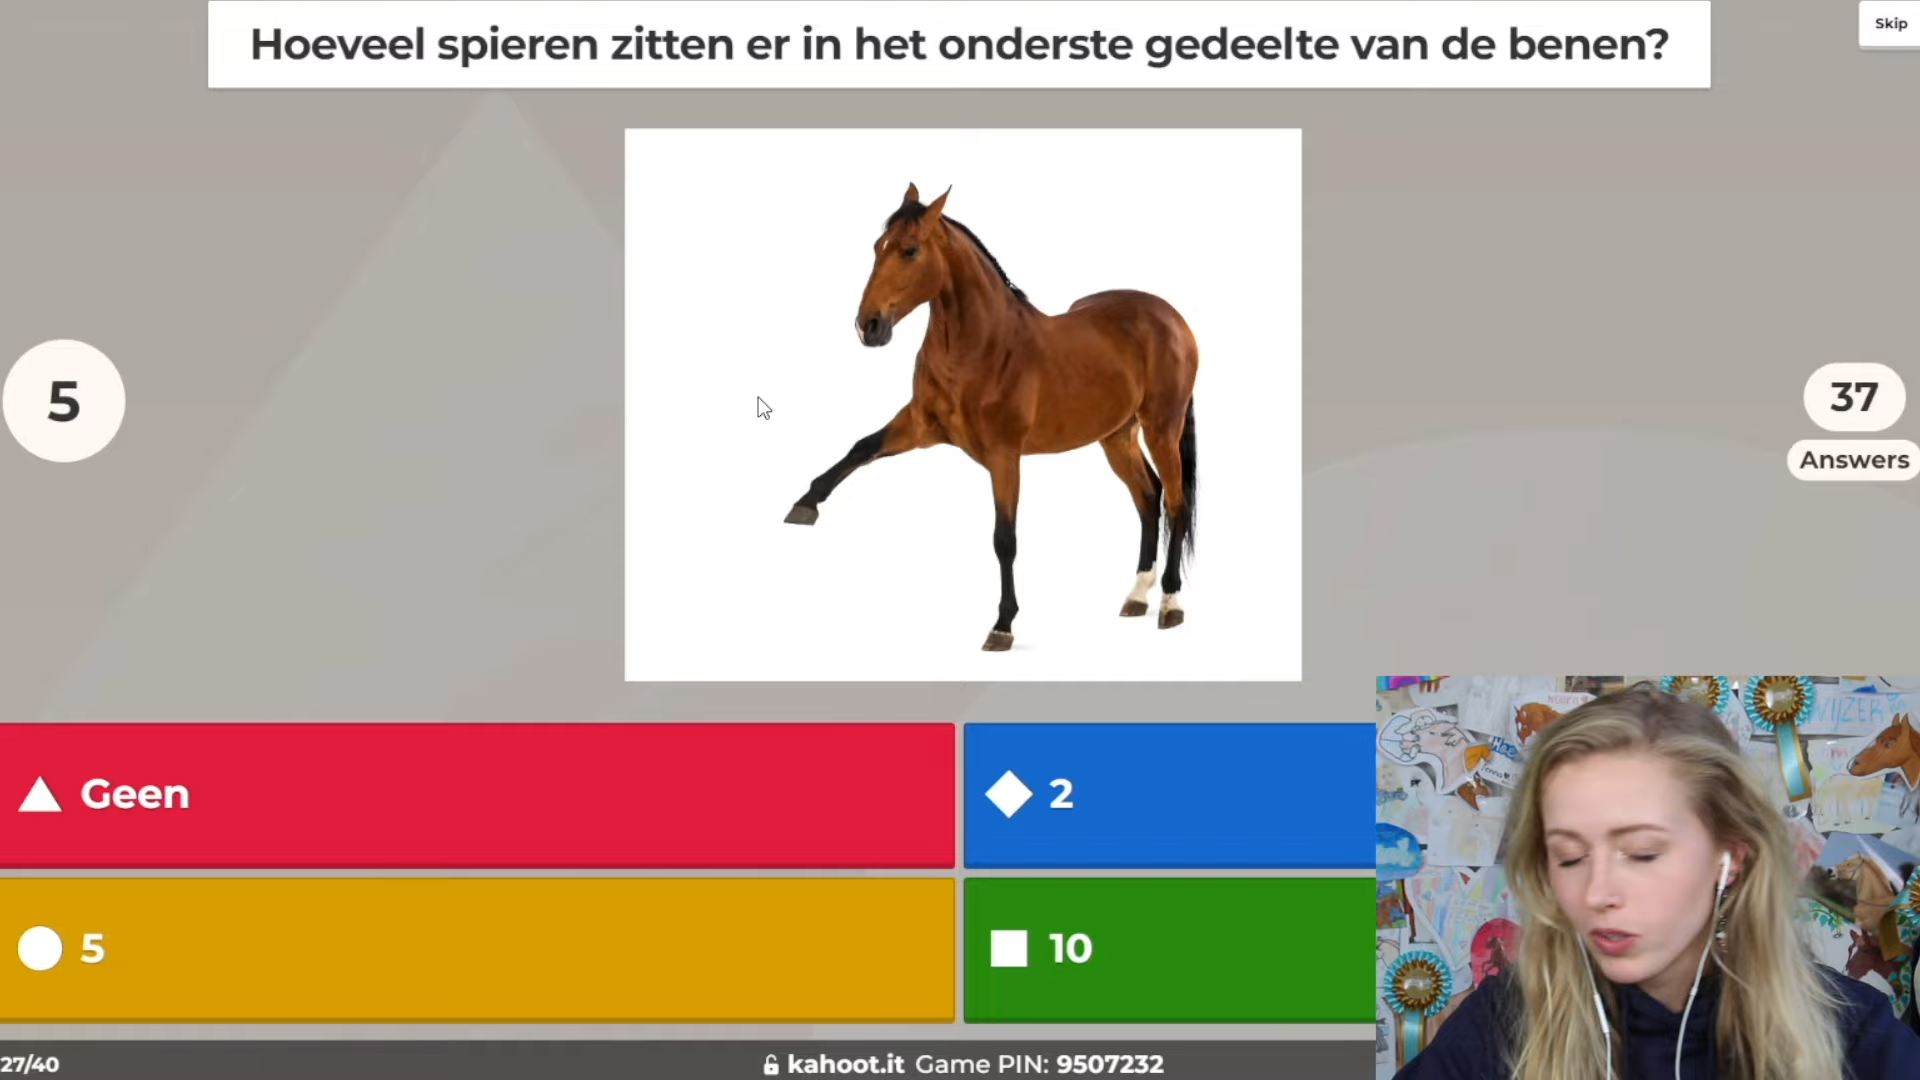 Hoeveel spieren zitten er in het onderste gedeelte van de benen?
Skip
5
37
Answers
Geen
2
5
10
27/40
kahoot.it Game PIN: 9507232
WIJZER